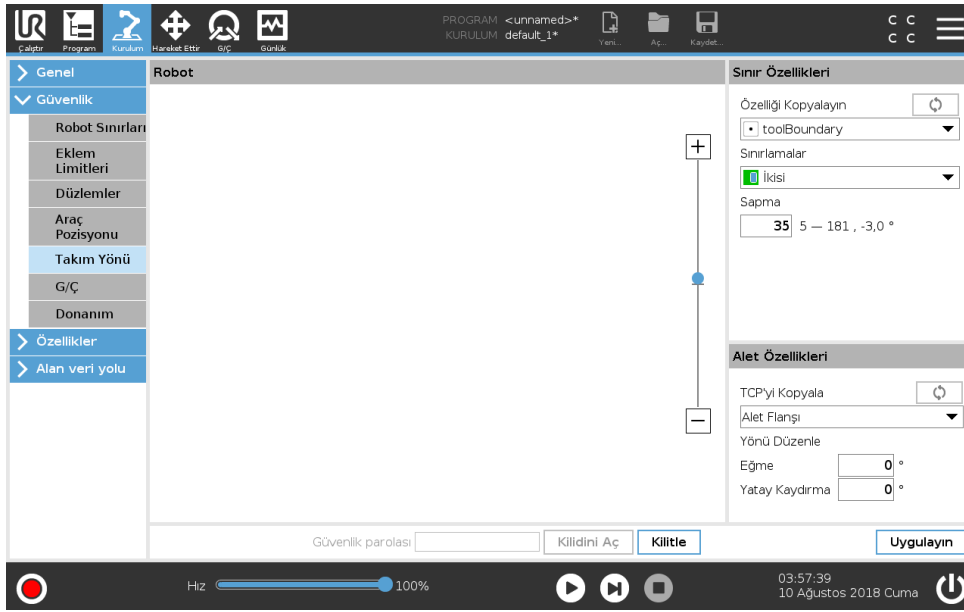 UR
Çalıştır
Program
Kurulum
Hareket Ettir
G/Ç
Günlük
PROGRAM <unnamed>*
KURULUM default_1*
Yeni...
Aç...
Kaydet...
C C
C C
Genel
Güvenlik
Robot Sınırları
Eklem
Limitleri
Düzlemler
Araç
Pozisyonu
Takım Yönü
G/Ç
Donanım
Özellikler
Alan veri yolu
Robot
Sınır Özellikleri
Özelliği Kopyalayın
toolBoundary
Sınırlamalar
İkisi
Sapma
35 5 — 181 , -3,0 °
Alet Özellikleri
TCP'yi Kopyala
Alet Flanşı
Yönü Düzenle
Eğme 0 °
Yatay Kaydırma 0 °
Güvenlik parolası
Kilidini Aç
Kilitle
Uygulayın
Hız
100%
03:57:39
10 Ağustos 2018 Cuma